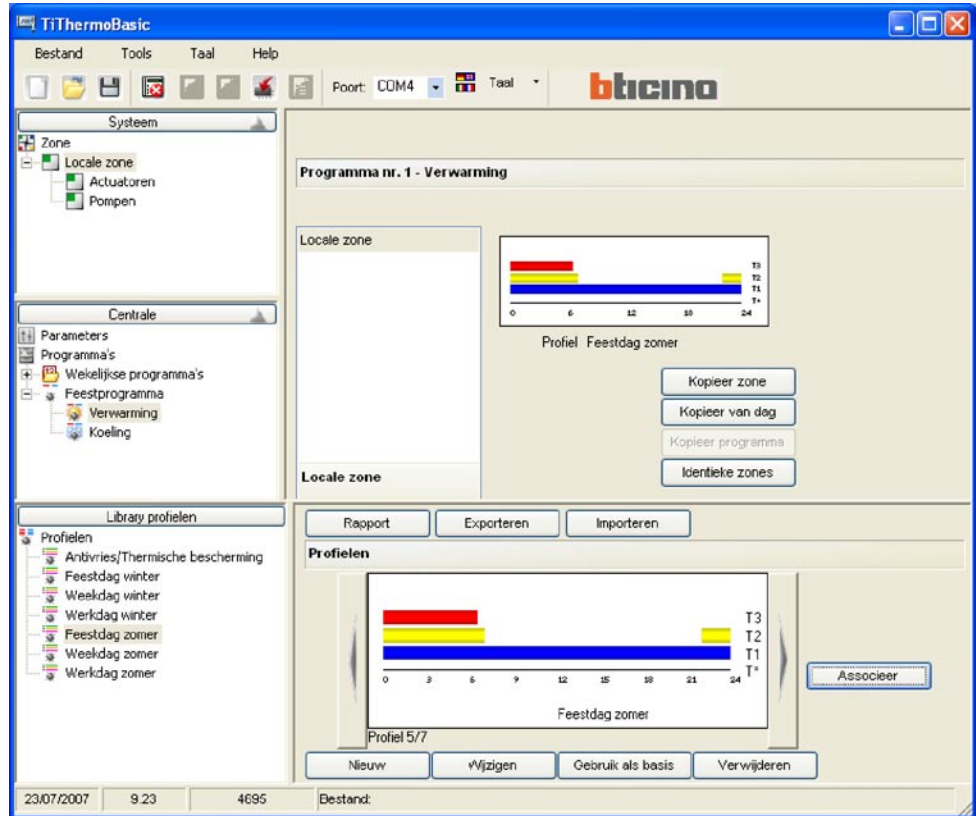 TiThermoBasic
Bestand Tools Taal Help
Poort: COM4 Taal bticino
Systeem
Zone
Locale zone
Actuatoren
Pompen
Centrale
Parameters
Programma's
Wekelijkse programma's
Feestprogramma
Verwarming
Koeling
Library profielen
Profielen
Antivries/Thermische bescherming
Feestdag winter
Weekdag winter
Werkdag winter
Feestdag zomer
Weekdag zomer
Werkdag zomer
Programma nr. 1 - Verwarming
Locale zone
T3
T2
T1
T*
0 6 12 18 24
Profiel Feestdag zomer
Kopieer zone
Kopieer van dag
Kopieer programma
Identieke zones
Locale zone
Rapport Exporteren Importeren
Profielen
T3
T2
T1
T*
0 3 6 9 12 15 18 21 24
Feestdag zomer
Profiel 5/7
Associeer
Nieuw Wijzigen Gebruik als basis Verwijderen
23/07/2007 9.23 4695 Bestand: